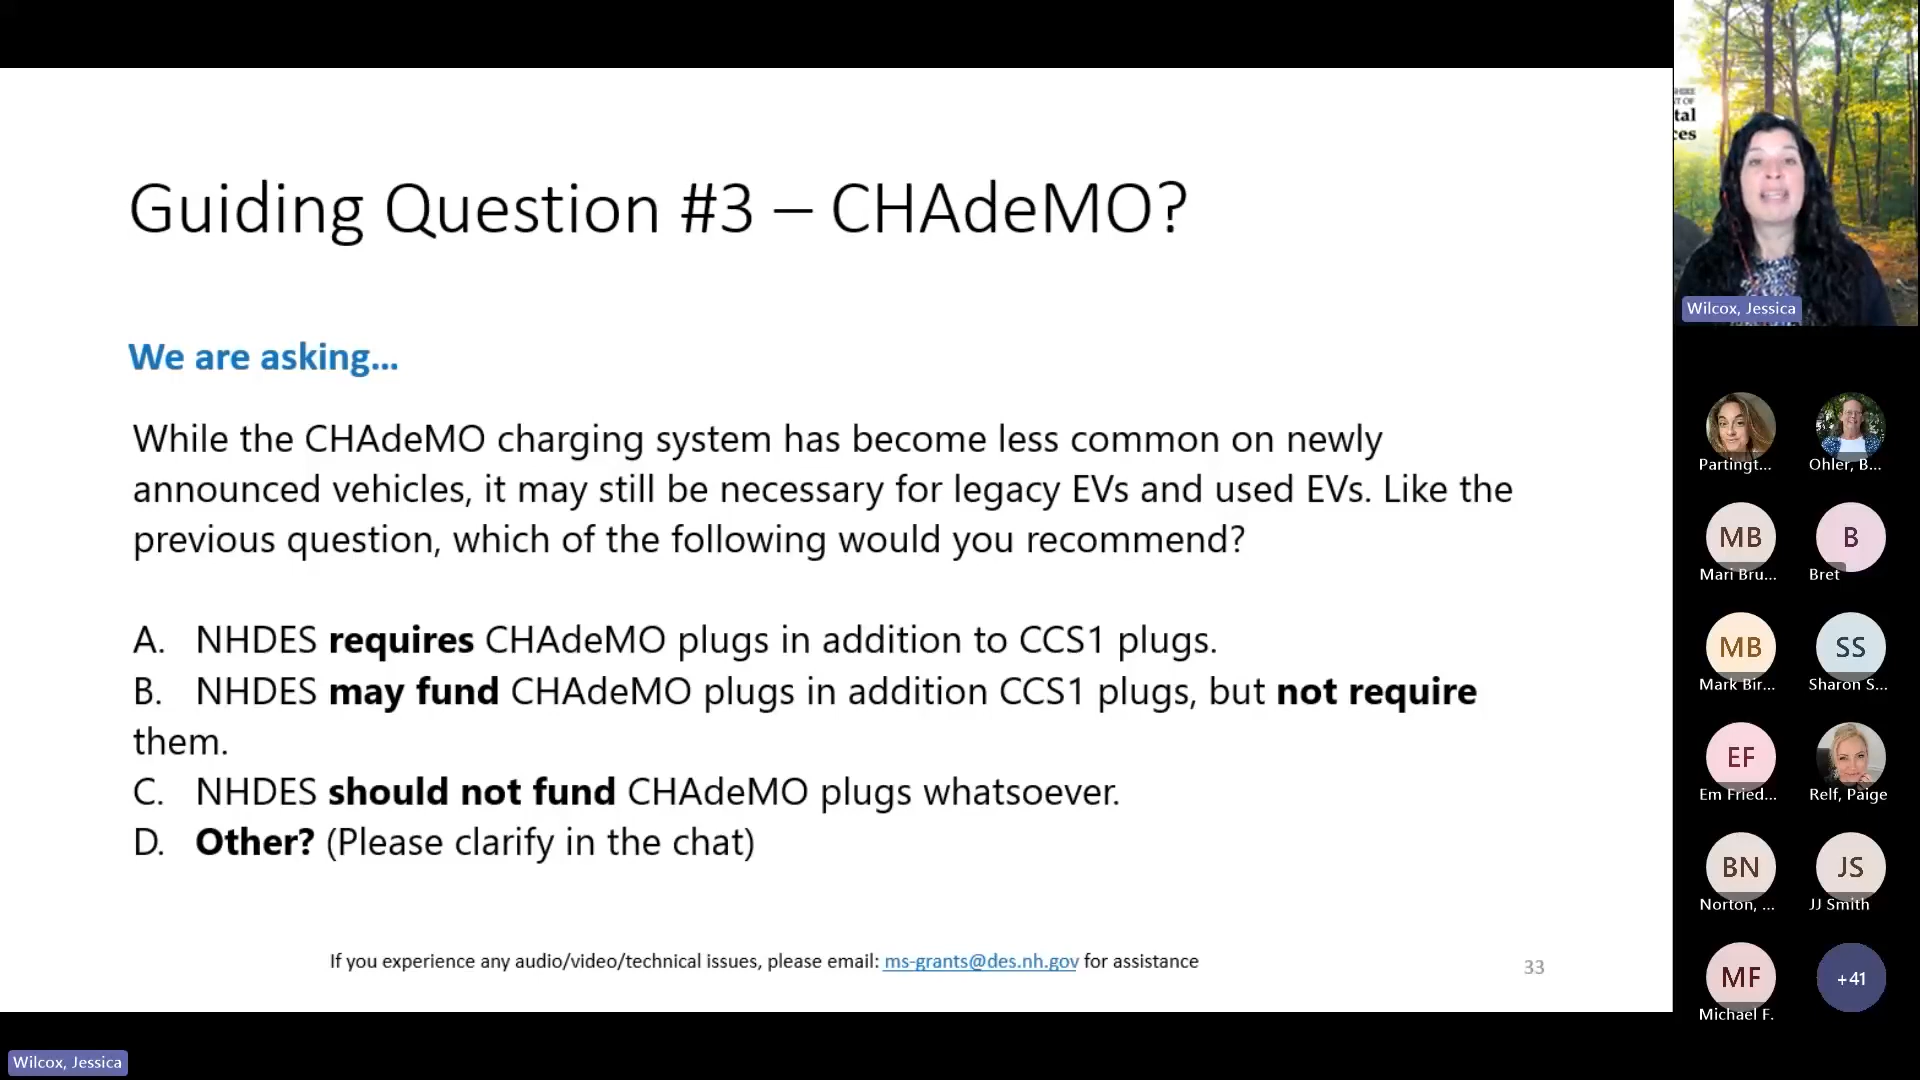 Guiding Question #3 – CHAdeMO?
We are asking...
While the CHAdeMO charging system has become less common on newly
announced vehicles, it may still be necessary for legacy EVs and used EVs. Like the
previous question, which of the following would you recommend?
A. NHDES requires CHAdeMO plugs in addition to CCS1 plugs.
B. NHDES may fund CHAdeMO plugs in addition CCS1 plugs, but not require
them.
C. NHDES should not fund CHAdeMO plugs whatsoever.
D. Other? (Please clarify in the chat)
If you experience any audio/video/technical issues, please email: ms-grants@des.nh.gov for assistance
33
tal
ces
Wilcox, Jessica
Partingt...
Ohler, B...
MB
B
Mari Bru...
Bret
MB
SS
Mark Bir...
Sharon S...
EF
Em Fried...
Relf, Paige
BN
JS
Norton, ...
JJ Smith
MF
+41
Michael F.
Wilcox, Jessica